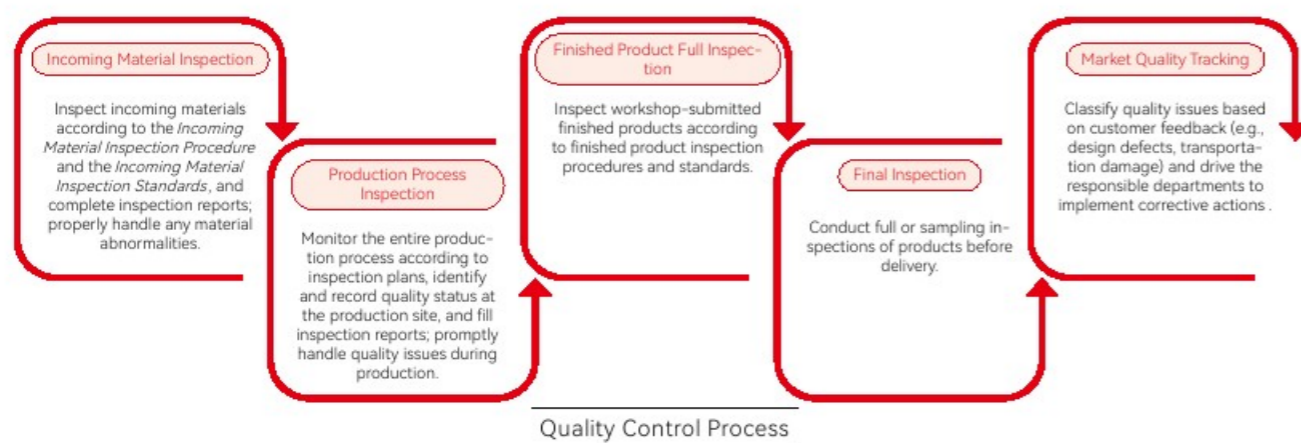 Incoming Material Inspection
Inspect incoming materials
according to the Incoming
Material Inspection Procedure
and the Incoming Material
Inspection Standards, and
complete inspection reports;
properly handle any material
abnormalities.
Production Process
Inspection
Monitor the entire produc-
tion process according to
inspection plans, identify
and record quality status at
the production site, and fill
inspection reports; promptly
handle quality issues during
production.
Finished Product Full Inspec-
tion
Inspect workshop-submitted
finished products according
to finished product inspection
procedures and standards.
Final Inspection
Conduct full or sampling in-
spections of products before
delivery.
Market Quality Tracking
Classify quality issues based
on customer feedback (e.g.,
design defects, transporta-
tion damage) and drive the
responsible departments to
implement corrective actions .
Quality Control Process